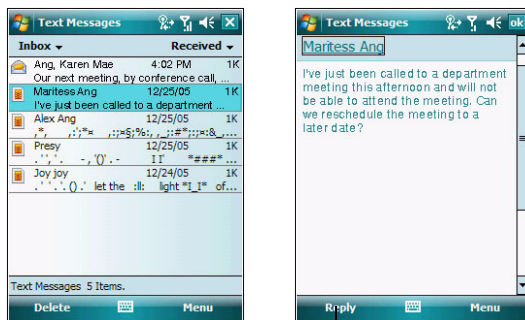 Text Messages
Inbox Received
Ang, Karen Mae 4:02 PM 1K
Our next meeting, by conference call, ...
Maritess Ang 12/25/05 1K
I've just been called to a department ...
Alex Ang 12/25/05 1K
Presy 12/25/05 1K
Joy joy 12/24/05 1K
let the :ll: light *I_I* of...
Text Messages 5 Items.
Delete Menu
Text Messages ok
Maritess Ang
I've just been called to a department
meeting this afternoon and will not
be able to attend the meeting. Can
we reschedule the meeting to a
later date?
Reply Menu